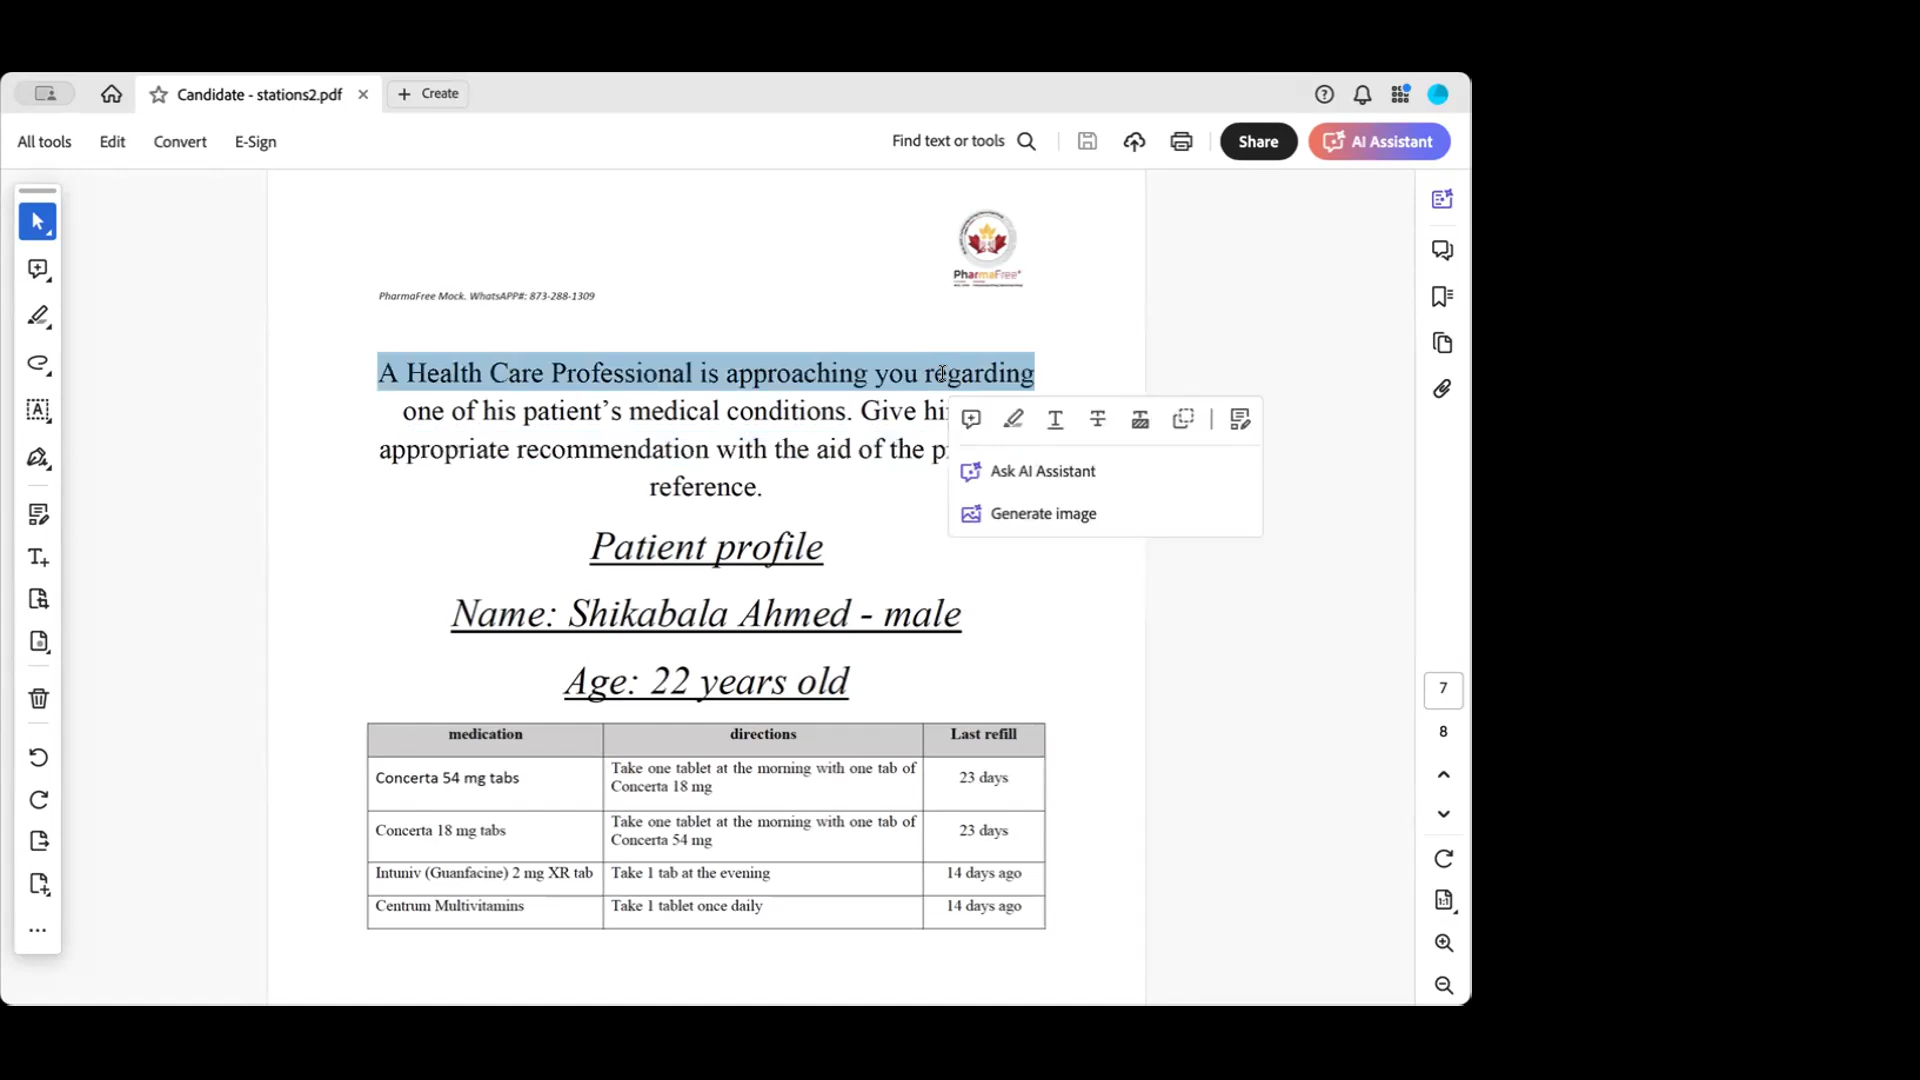 Candidate - stations2.pdf
Create
All tools
Edit
Convert
E-Sign
Find text or tools
Share
AI Assistant
PharmaFree
PharmaFree Mock. WhatsAPP#: 873-288-1309
A Health Care Professional is approaching you regarding
one of his patient's medical conditions. Give
appropriate recommendation with the aid of the
reference.
Ask AI Assistant
Generate image
Patient profile
Name: Shikabala Ahmed - male
Age: 22 years old
medication directions Last refill
Concerta 54 mg tabs Take one tablet at the morning with one tab of
Concerta 18 mg 23 days
Concerta 18 mg tabs Take one tablet at the morning with one tab of
Concerta 54 mg 23 days
Intuniv (Guanfacine) 2 mg XR tab Take 1 tab at the evening 14 days ago
Centrum Multivitamins Take 1 tablet once daily 14 days ago
7
8
1:1